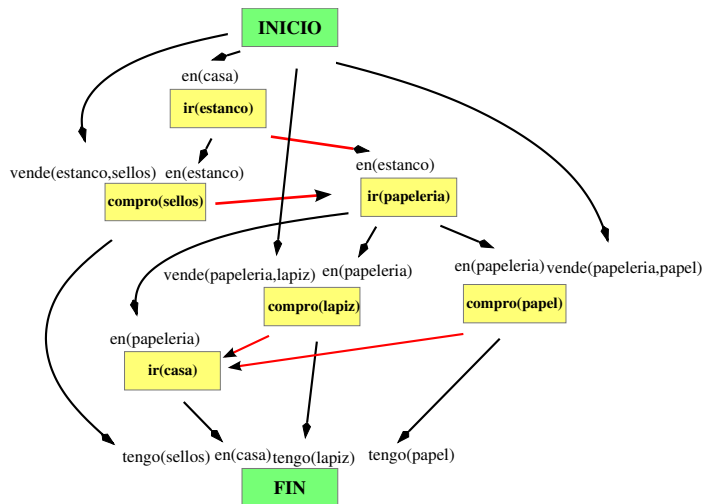 INICIO
en(casa)
ir(estanco)
en(estanco)
vende(estanco,sellos) en(estanco)
compro(sellos)
ir(papeleria)
vende(papeleria,lapiz) en(papeleria)
en(papeleria) vende(papeleria,papel)
compro(lapiz)
compro(papel)
en(papeleria)
ir(casa)
tengo(sellos) en(casa) tengo(lapiz) tengo(papel)
FIN